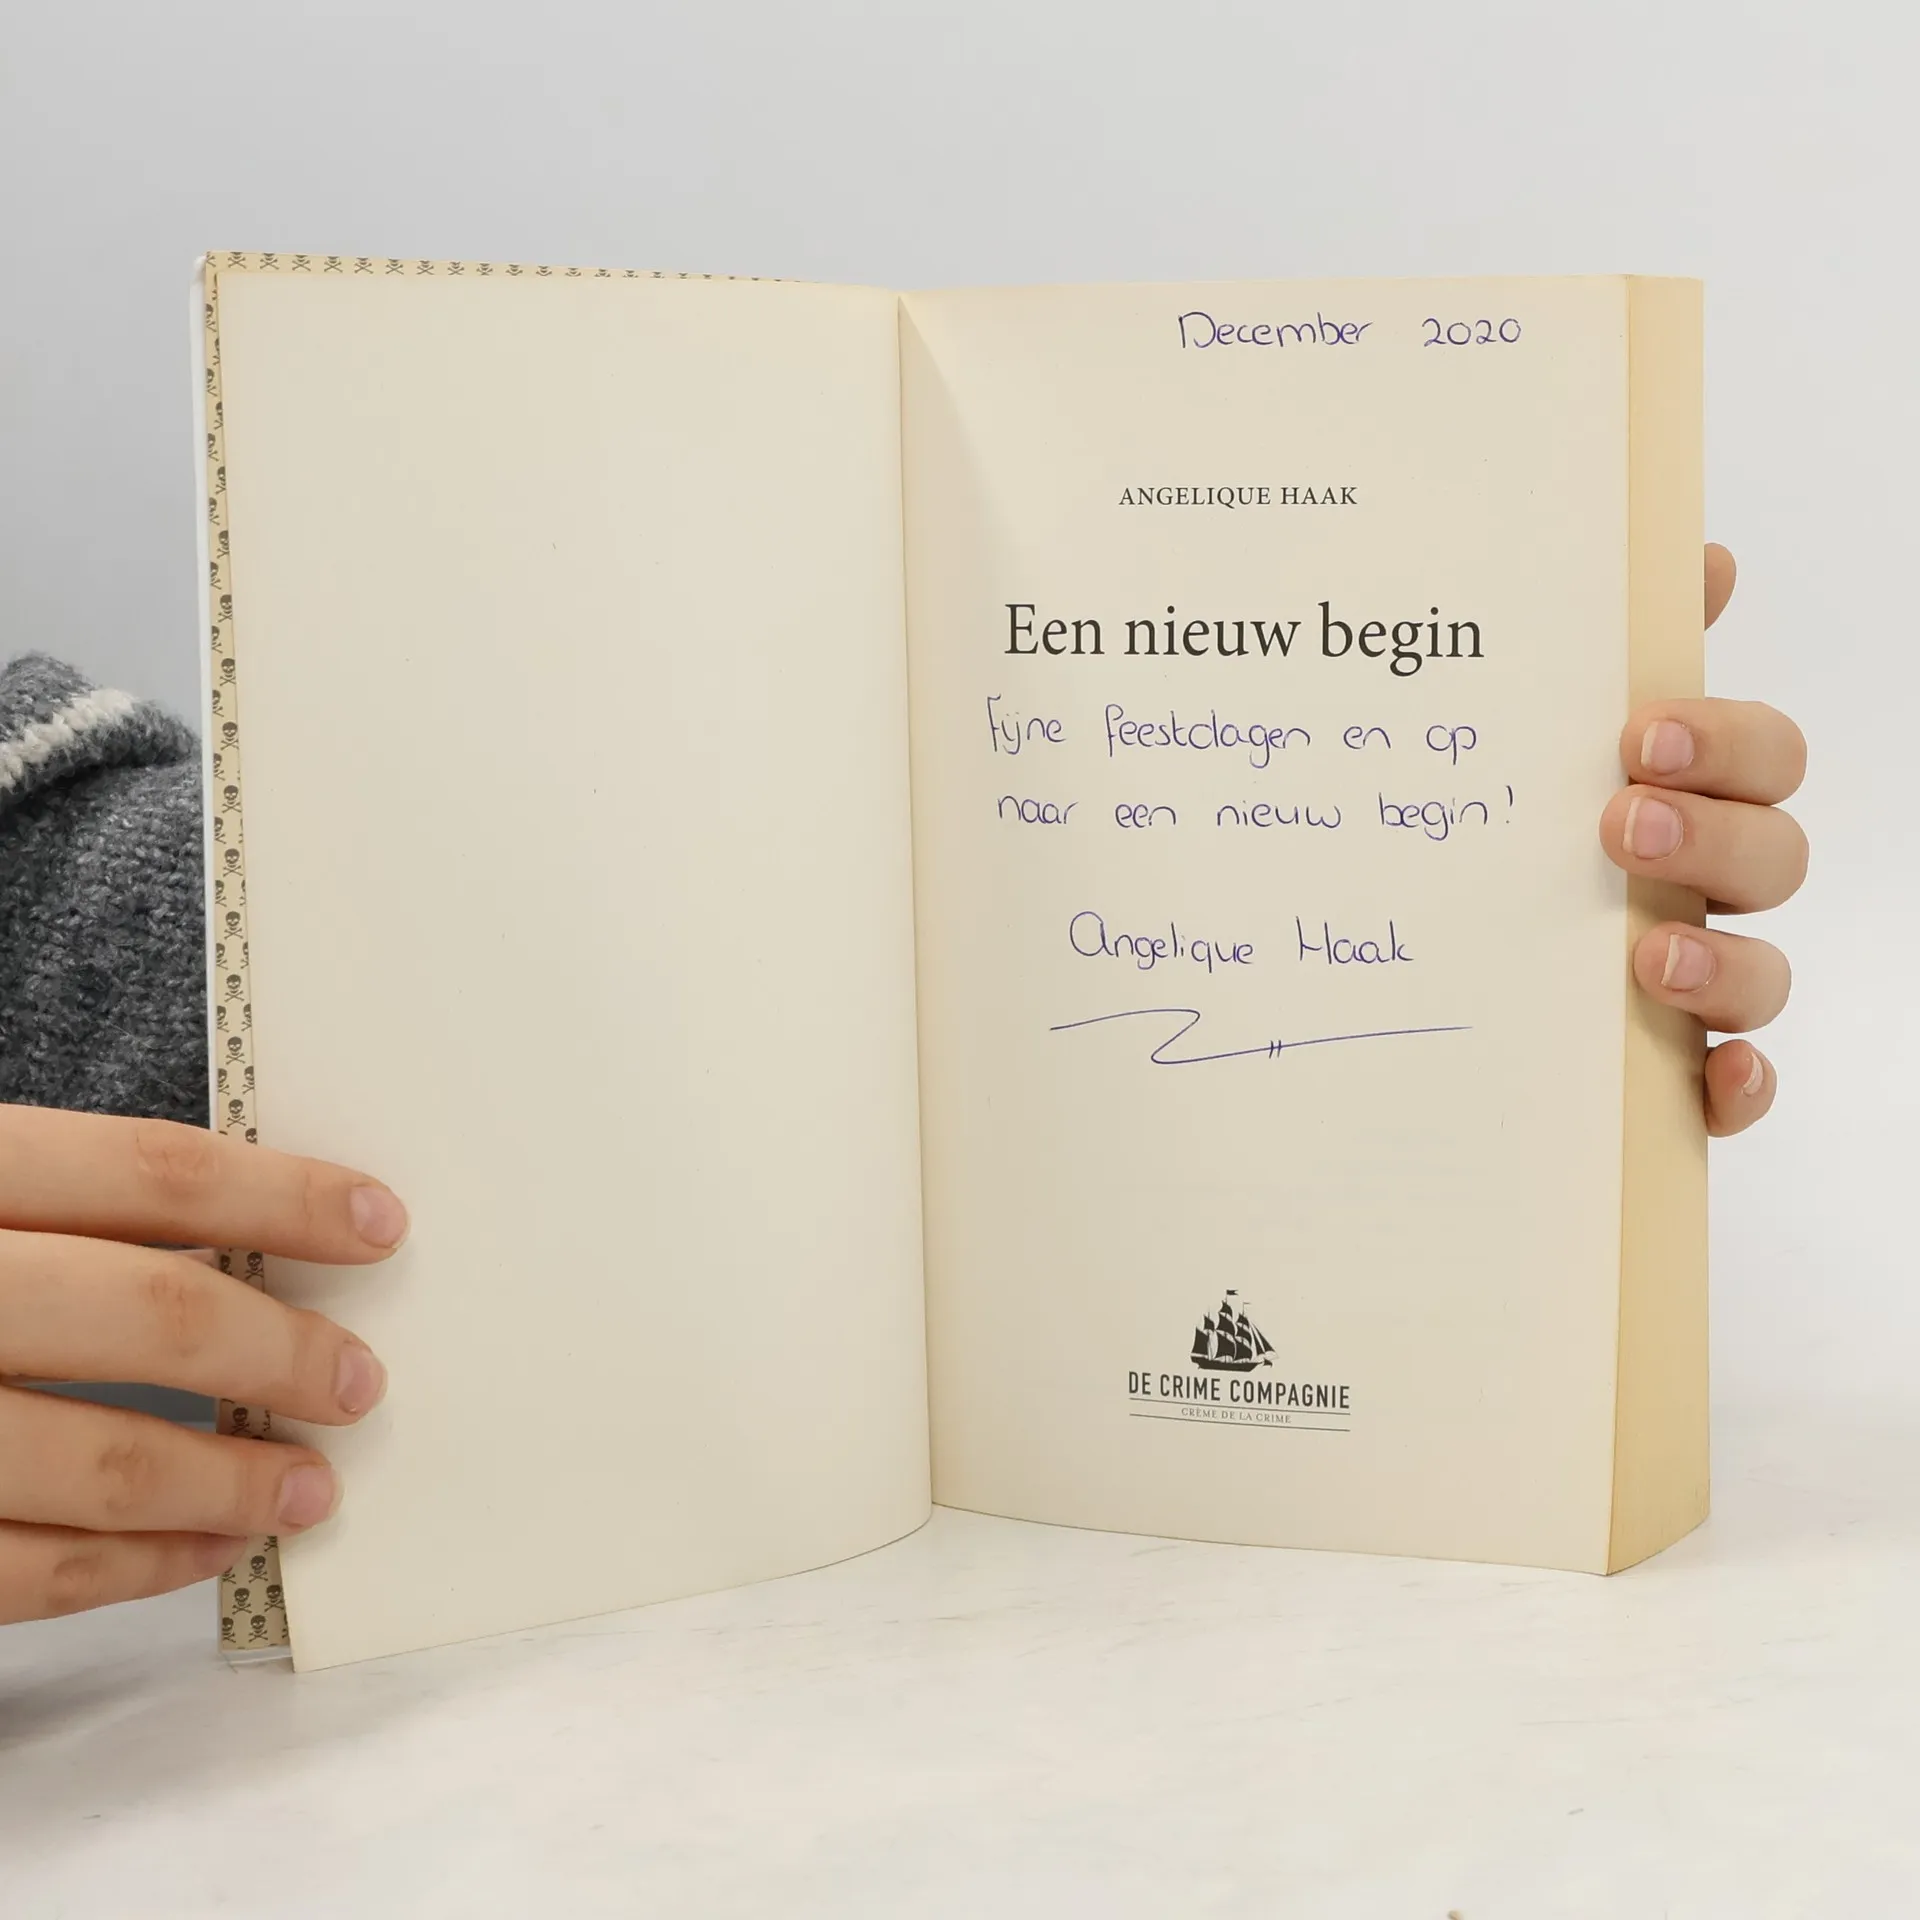 December 2020
ANGELIQUE HAAK
Een nieuw begin
Fijne feestdagen en op
naar een nieuw begin!
Angelique Haak
DE CRIME COMPAGNIE
CRÈME DE LA CRIME